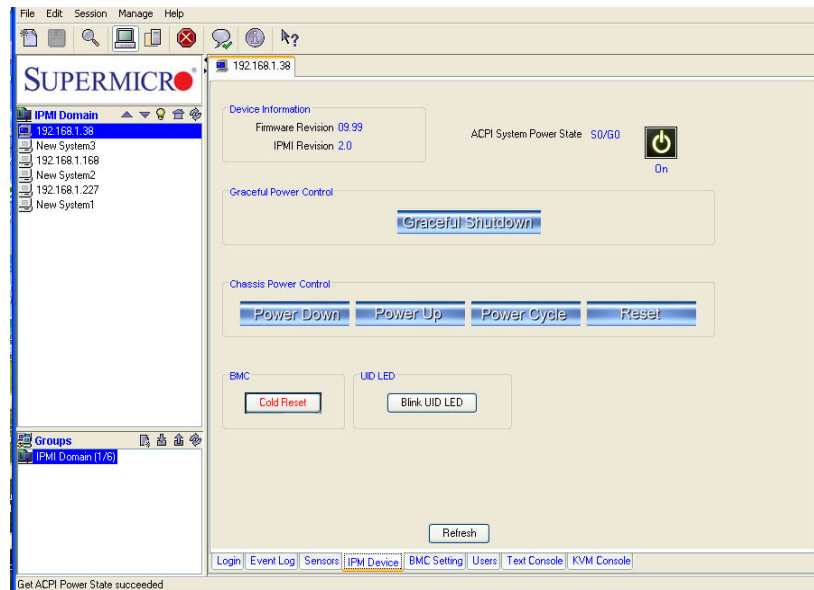 File Edit Session Manage Help
SUPERMICRO
192.168.1.38
IPMI Domain
192.168.1.38
New System3
192.168.1.168
New System2
192.168.1.227
New System1
Device Information
Firmware Revision 09.99
IPMI Revision 2.0
ACPI System Power State S0/G0
On
Graceful Power Control
Graceful Shutdown
Chassis Power Control
Power Down Power Up Power Cycle Reset
BMC
Cold Reset
UID LED
Blink UID LED
Groups
IPMI Domain (1/6)
Refresh
Login Event Log Sensors IPM Device BMC Setting Users Text Console KVM Console
Get ACPI Power State succeeded